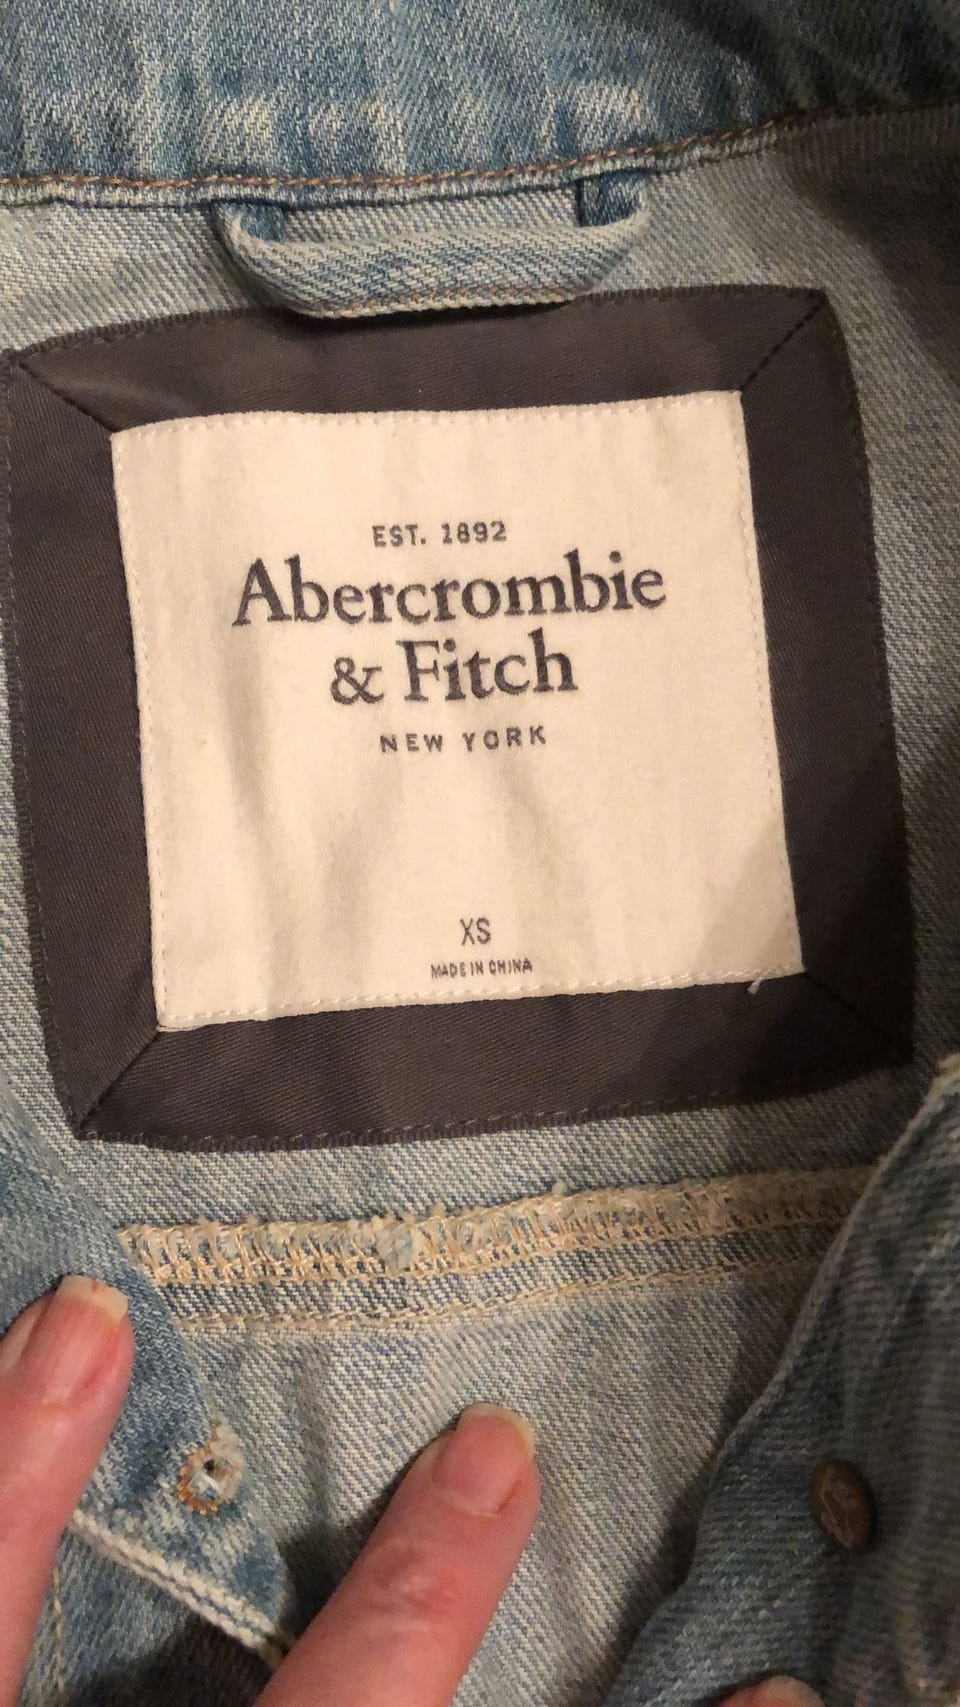 EST. 1892
Abercrombie
& Fitch
NEW YORK
XS
MADE IN CHINA